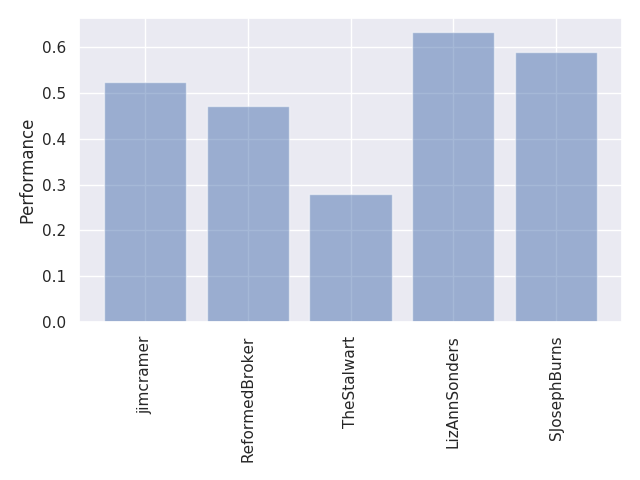 Performance
0.6
0.5
0.4
0.3
0.2
0.1
0.0
jimcramer
ReformedBroker
TheStalwart
LizAnnSonders
SJosephBurns